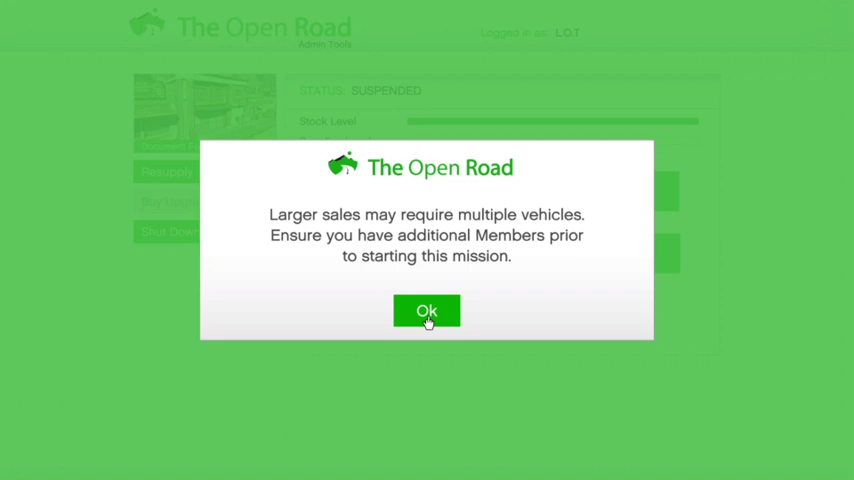 The Open Road
Admin Tools
Logged in as: L.O.T
STATUS: SUSPENDED
Stock Level
Resupply
Shut Down
The Open Road
Larger sales may require multiple vehicles.
Ensure you have additional Members prior
to starting this mission.
Ok